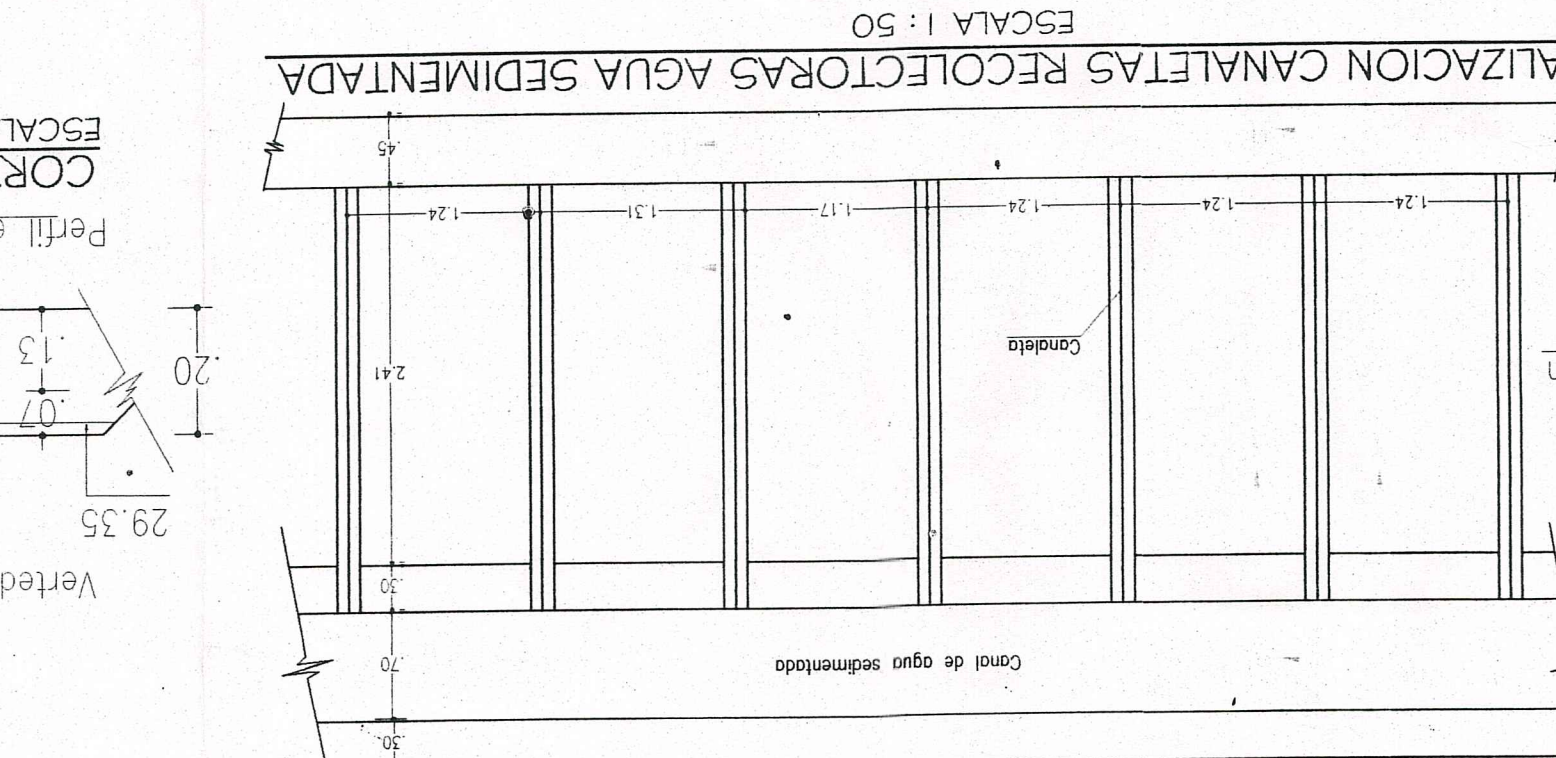 .30
Canal de agua sedimentada
.70
.30
Canaleta
2.41
1.24 1.24 1.24 1.17 1.31 1.24
.45
ALIZACION CANALETAS RECOLECTORAS AGUA SEDIMENTADA
ESCALA 1:50
Verted
29.35
.07
.20
.13
Perfil
COR
ESCAL